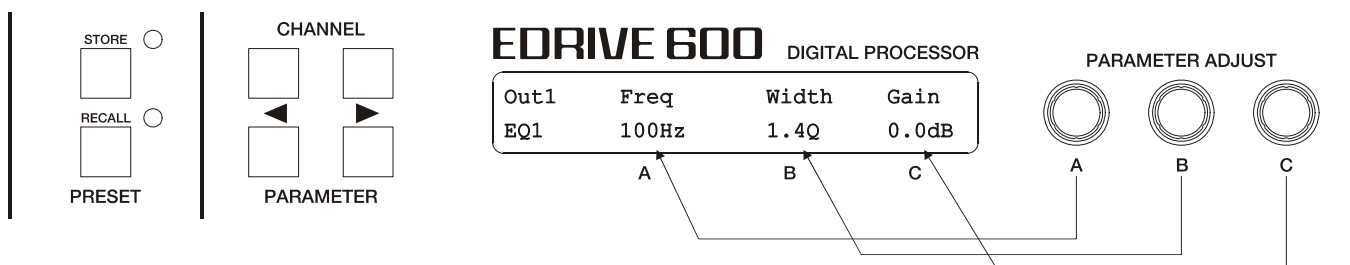 STORE
RECALL
PRESET
CHANNEL
PARAMETER
EDRIVE 600 DIGITAL PROCESSOR
Out1 Freq Width Gain
EQ1 100Hz 1.4Q 0.0dB
A B C
PARAMETER ADJUST
A B C